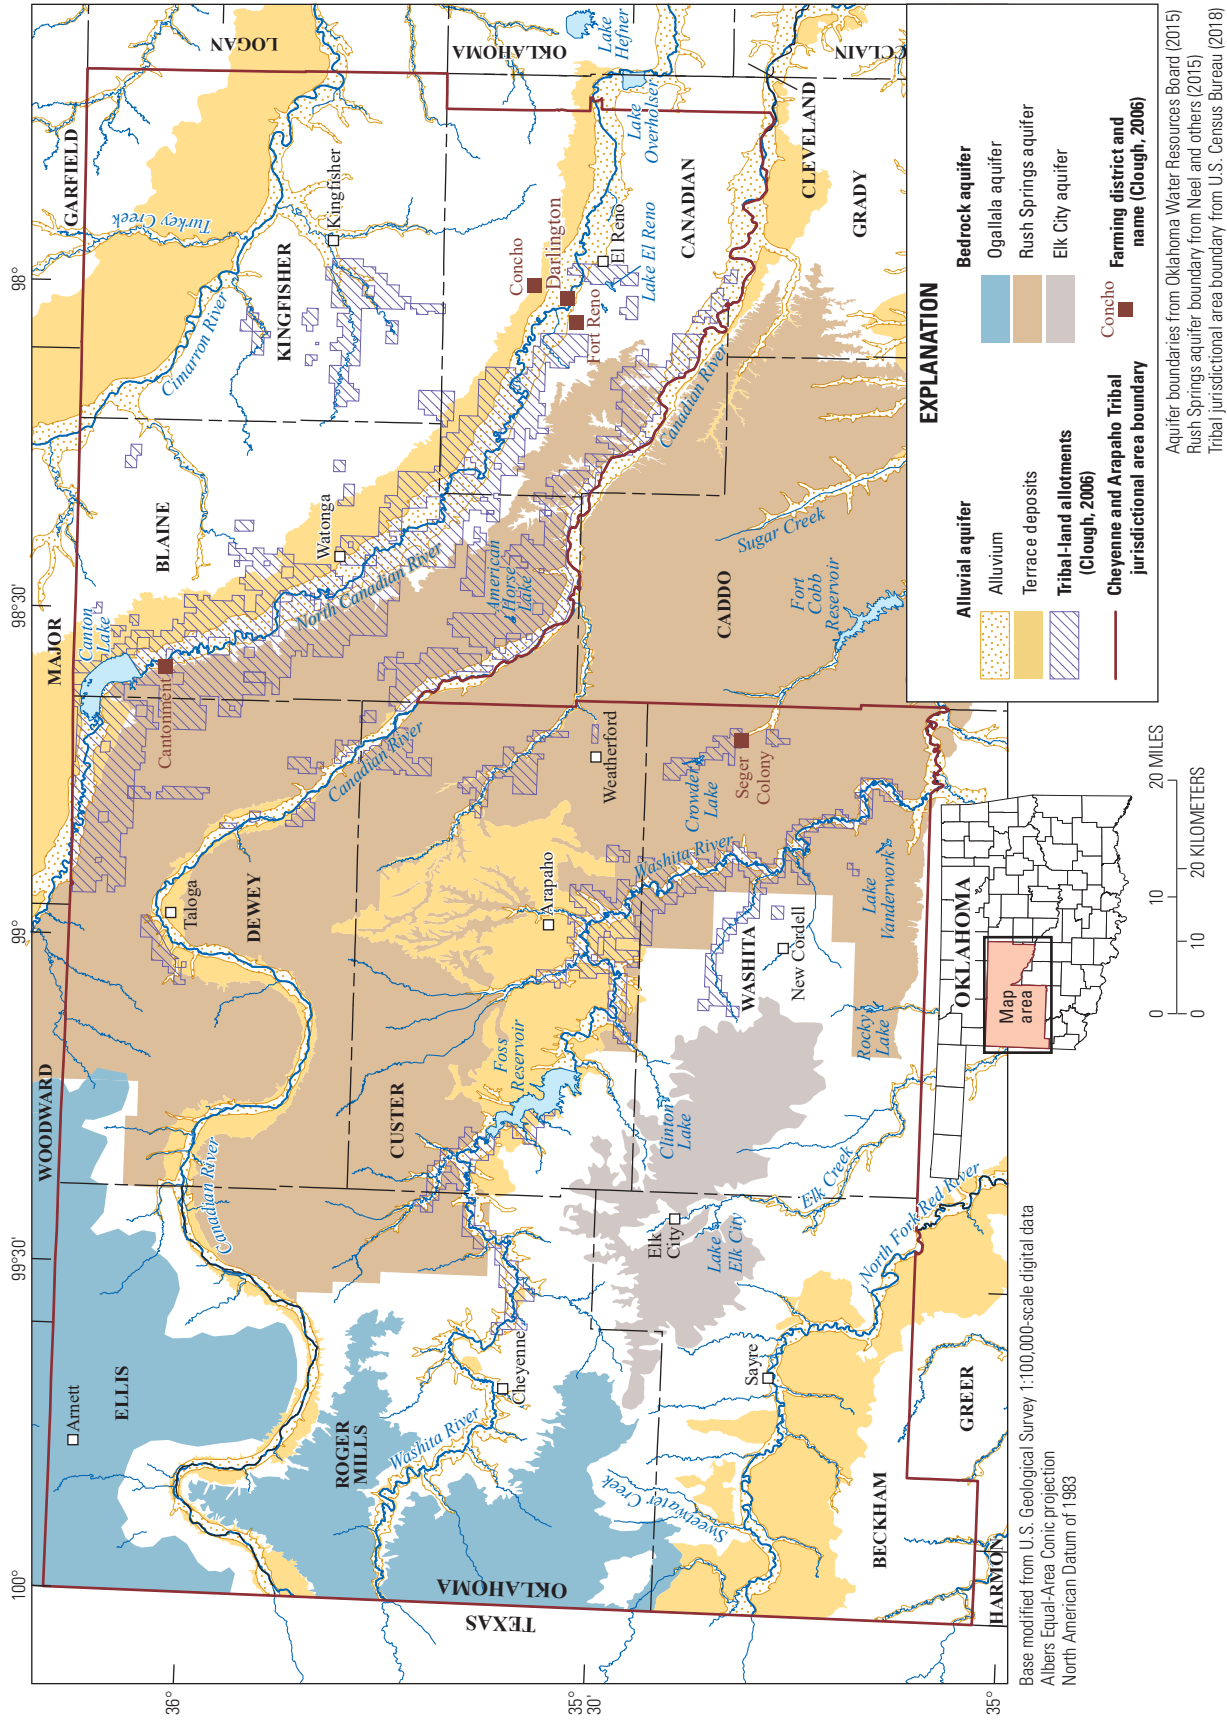 100°
99°30'
99°
98°30'
98°
36°
35°
30'
35°
WOODWARD
MAJOR
GARFIELD
LOGAN
Arnett
ELLIS
Taloga
DEWEY
Canton
Lake
Cantonment
BLAINE
Watonga
Cimarron River
KINGFISHER
Turkey Creek
Kingfisher
OKLAHOMA
Lake
Hefner
TEXAS
OKLAHOMA
ROGER
MILLS
Canadian River
CUSTER
Canadian River
North Canadian River
American
Horse
Lake
Concho
Darlington
Fort Reno
El Reno
Lake El Reno
Lake
Overholser
Washita River
Cheyenne
Foss
Reservoir
Arapaho
Weatherford
Canadian River
CANADIAN
CLEVELAND
CCLAIN
Sweetwater Creek
Sayre
Elk
City
Lake
Elk City
Clinton
Lake
WASHITA
New Cordell
Washita River
Crowder
Lake
Seger
Colony
CADDO
Fort
Cobb
Reservoir
Sugar Creek
GRADY
BECKHAM
North Fork Red River
Elk Creek
Rocky
Lake
Lake
Vanderwork
GREER
HARMON
EXPLANATION
Alluvial aquifer
Alluvium
Terrace deposits
Tribal-land allotments
(Clough, 2006)
Cheyenne and Arapaho Tribal
jurisdictional area boundary
Bedrock aquifer
Ogallala aquifer
Rush Springs aquifer
Elk City aquifer
Concho
Farming district and
name (Clough, 2006)
OKLAHOMA
Map
area
0 10 20 MILES
0 10 20 KILOMETERS
Base modified from U.S. Geological Survey 1:100,000-scale digital data
Albers Equal-Area Conic projection
North American Datum of 1983
Aquifer boundaries from Oklahoma Water Resources Board (2015)
Rush Springs aquifer boundary from Neel and others (2015)
Tribal jurisdictional area boundary from U.S. Census Bureau (2018)